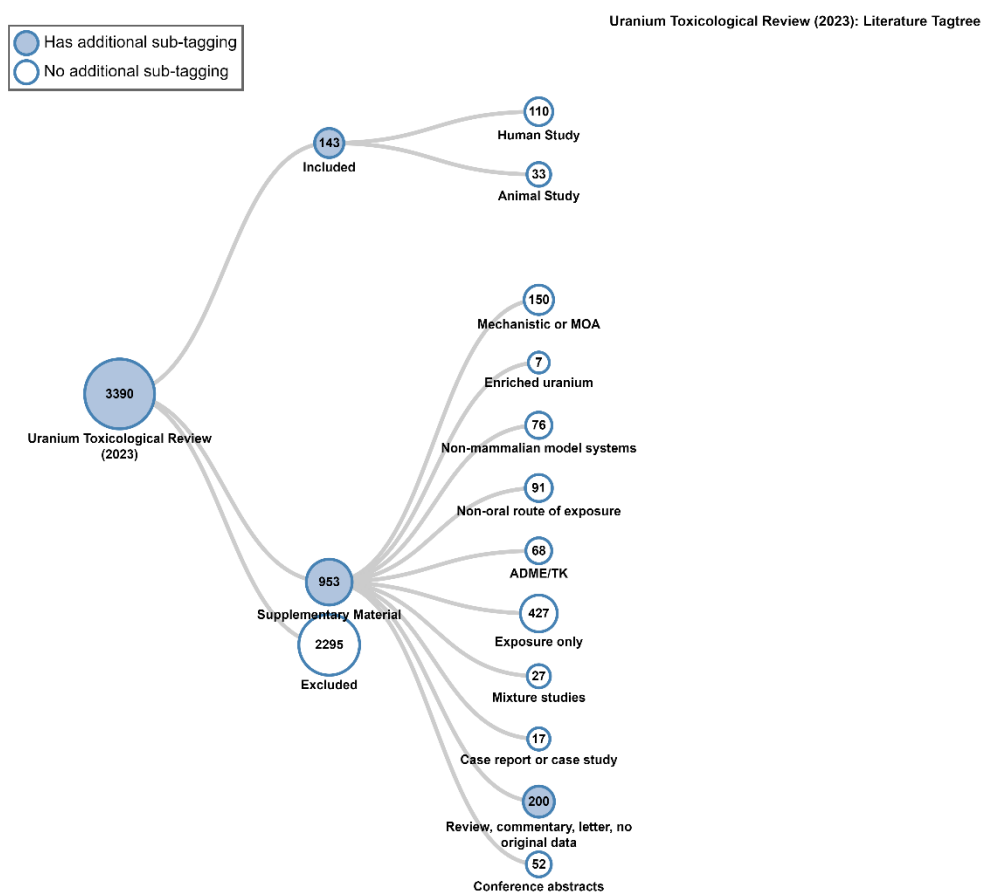 Uranium Toxicological Review (2023): Literature Tagtree
Has additional sub-tagging
No additional sub-tagging
110
Human Study
143
Included
33
Animal Study
150
Mechanistic or MOA
7
Enriched uranium
3390
Uranium Toxicological Review
(2023)
76
Non-mammalian model systems
91
Non-oral route of exposure
68
ADME/TK
953
Supplementary Material
427
Exposure only
2295
Excluded
27
Mixture studies
17
Case report or case study
200
Review, commentary, letter, no
original data
52
Conference abstracts